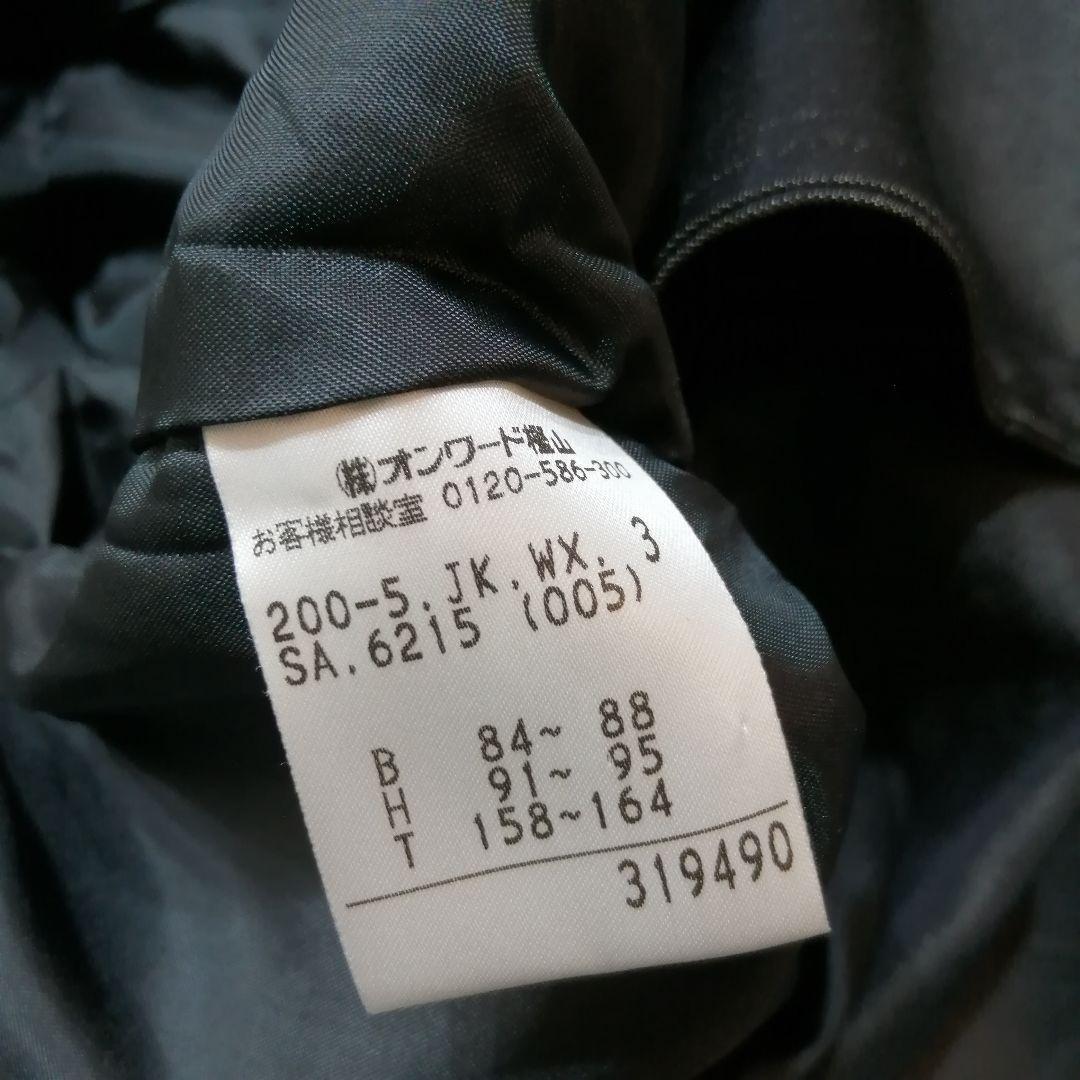 (株)オンワード樫山
お客様相談室 0120-586-300
200-5.JK.WX. 3
SA.6215 (005)
B 84~ 88
H 91~ 95
T 158~164
319490